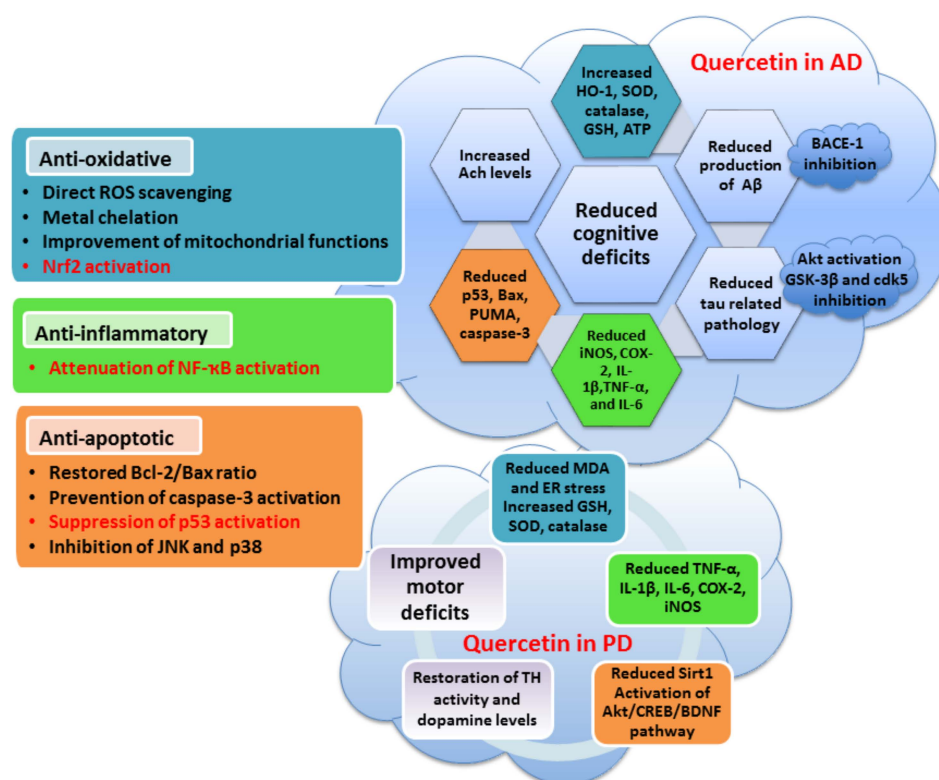 Anti-oxidative
• Direct ROS scavenging
• Metal chelation
• Improvement of mitochondrial functions
• Nrf2 activation
Anti-inflammatory
• Attenuation of NF-κB activation
Anti-apoptotic
• Restored Bcl-2/Bax ratio
• Prevention of caspase-3 activation
• Suppression of p53 activation
• Inhibition of JNK and p38
Quercetin in AD
Increased
HO-1, SOD,
catalase,
GSH, ATP
Increased
Ach levels
Reduced
production
of Aβ
BACE-1
inhibition
Reduced
cognitive
deficits
Reduced
p53, Bax,
PUMA,
caspase-3
Reduced
tau related
pathology
Akt activation
GSK-3β and cdk5
inhibition
Reduced
iNOS, COX-
2, IL-
1β,TNF-α,
and IL-6
Reduced MDA
and ER stress
Increased GSH,
SOD, catalase
Improved
motor
deficits
Reduced TNF-α,
IL-1β, IL-6, COX-2,
iNOS
Quercetin in PD
Restoration of TH
activity and
dopamine levels
Reduced Sirt1
Activation of
Akt/CREB/BDNF
pathway